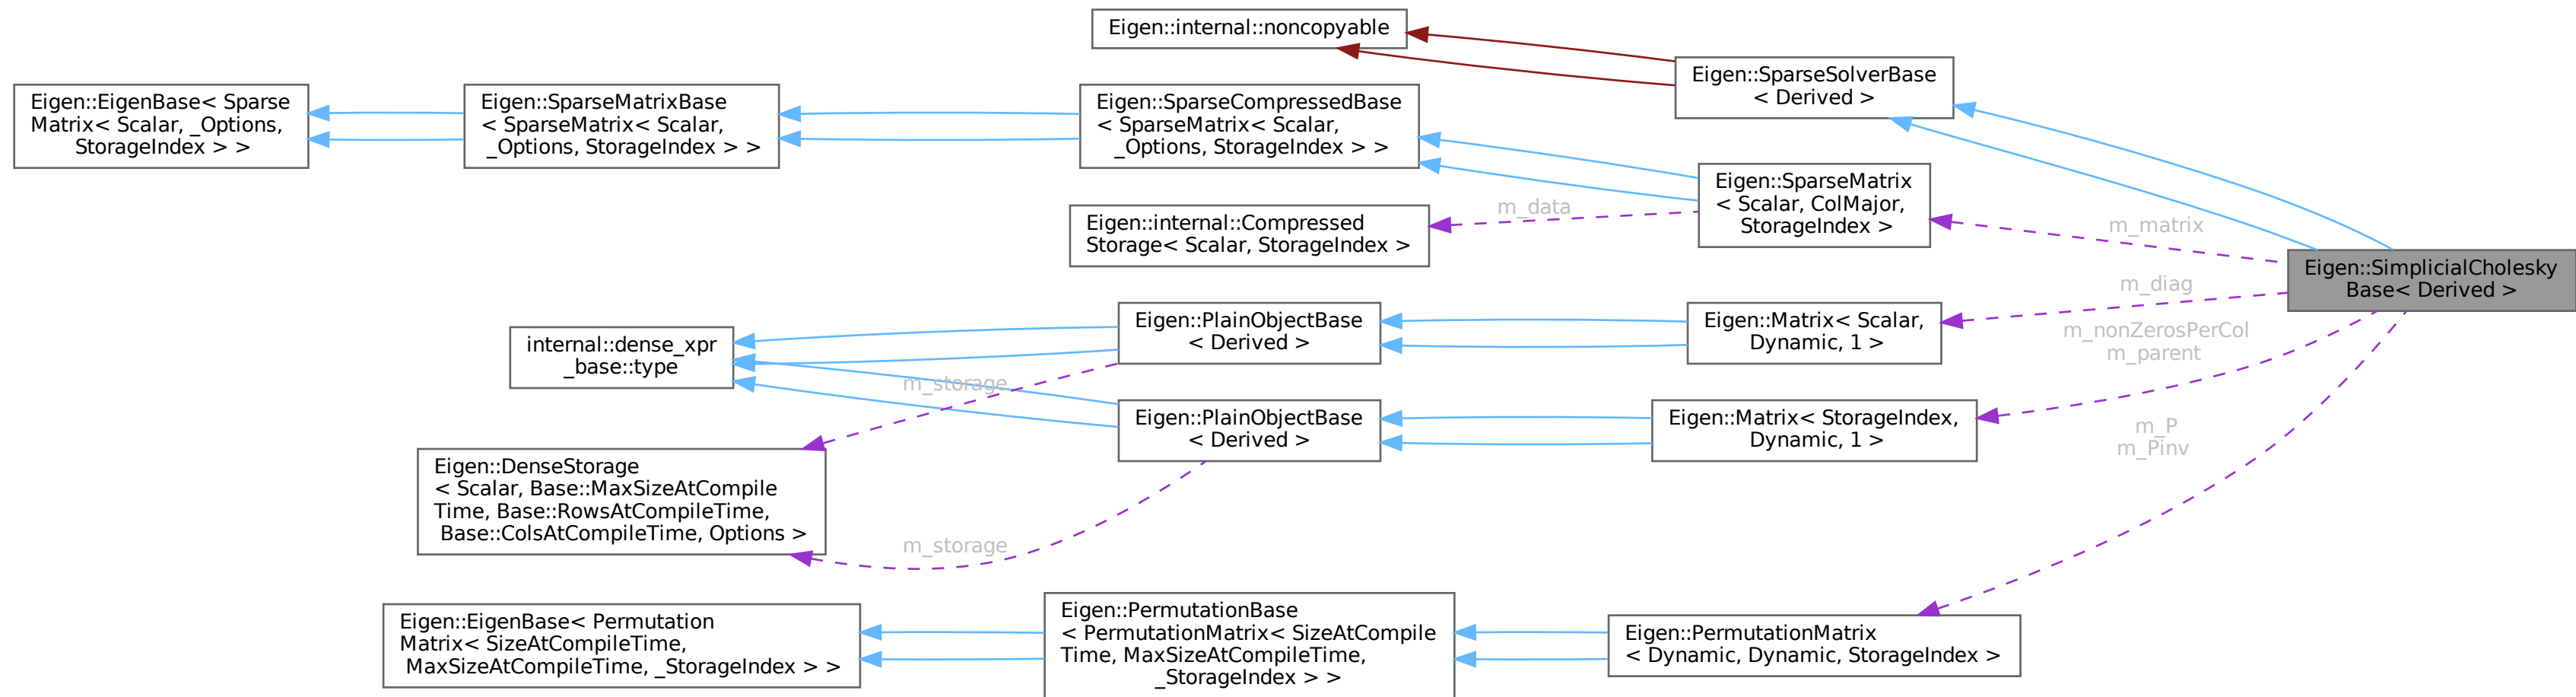 Eigen::internal::noncopyable
Eigen::SparseSolverBase
< Derived >
Eigen::EigenBase< Sparse
Matrix< Scalar, _Options,
StorageIndex > >
Eigen::SparseMatrixBase
< SparseMatrix< Scalar,
_Options, StorageIndex > >
Eigen::SparseCompressedBase
< SparseMatrix< Scalar,
_Options, StorageIndex > >
Eigen::SparseMatrix
< Scalar, ColMajor,
StorageIndex >
m_data
Eigen::internal::Compressed
Storage< Scalar, StorageIndex >
m_matrix
Eigen::SimplicialCholesky
Base< Derived >
m_diag
Eigen::PlainObjectBase
< Derived >
Eigen::Matrix< Scalar,
Dynamic, 1 >
m_nonZerosPerCol
m_parent
internal::dense_xpr
_base::type
m_storage
Eigen::PlainObjectBase
< Derived >
Eigen::Matrix< StorageIndex,
Dynamic, 1 >
m_P
m_Pinv
Eigen::DenseStorage
< Scalar, Base::MaxSizeAtCompile
Time, Base::RowsAtCompileTime,
Base::ColsAtCompileTime, Options >
m_storage
Eigen::EigenBase< Permutation
Matrix< SizeAtCompileTime,
MaxSizeAtCompileTime, _StorageIndex > >
Eigen::PermutationBase
< PermutationMatrix< SizeAtCompile
Time, MaxSizeAtCompileTime,
_StorageIndex > >
Eigen::PermutationMatrix
< Dynamic, Dynamic, StorageIndex >